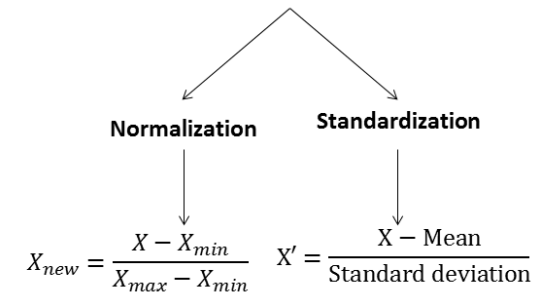 Normalization
Standardization
X_new = (X − X_min) / (X_max − X_min)
X′ = (X − Mean) / (Standard deviation)